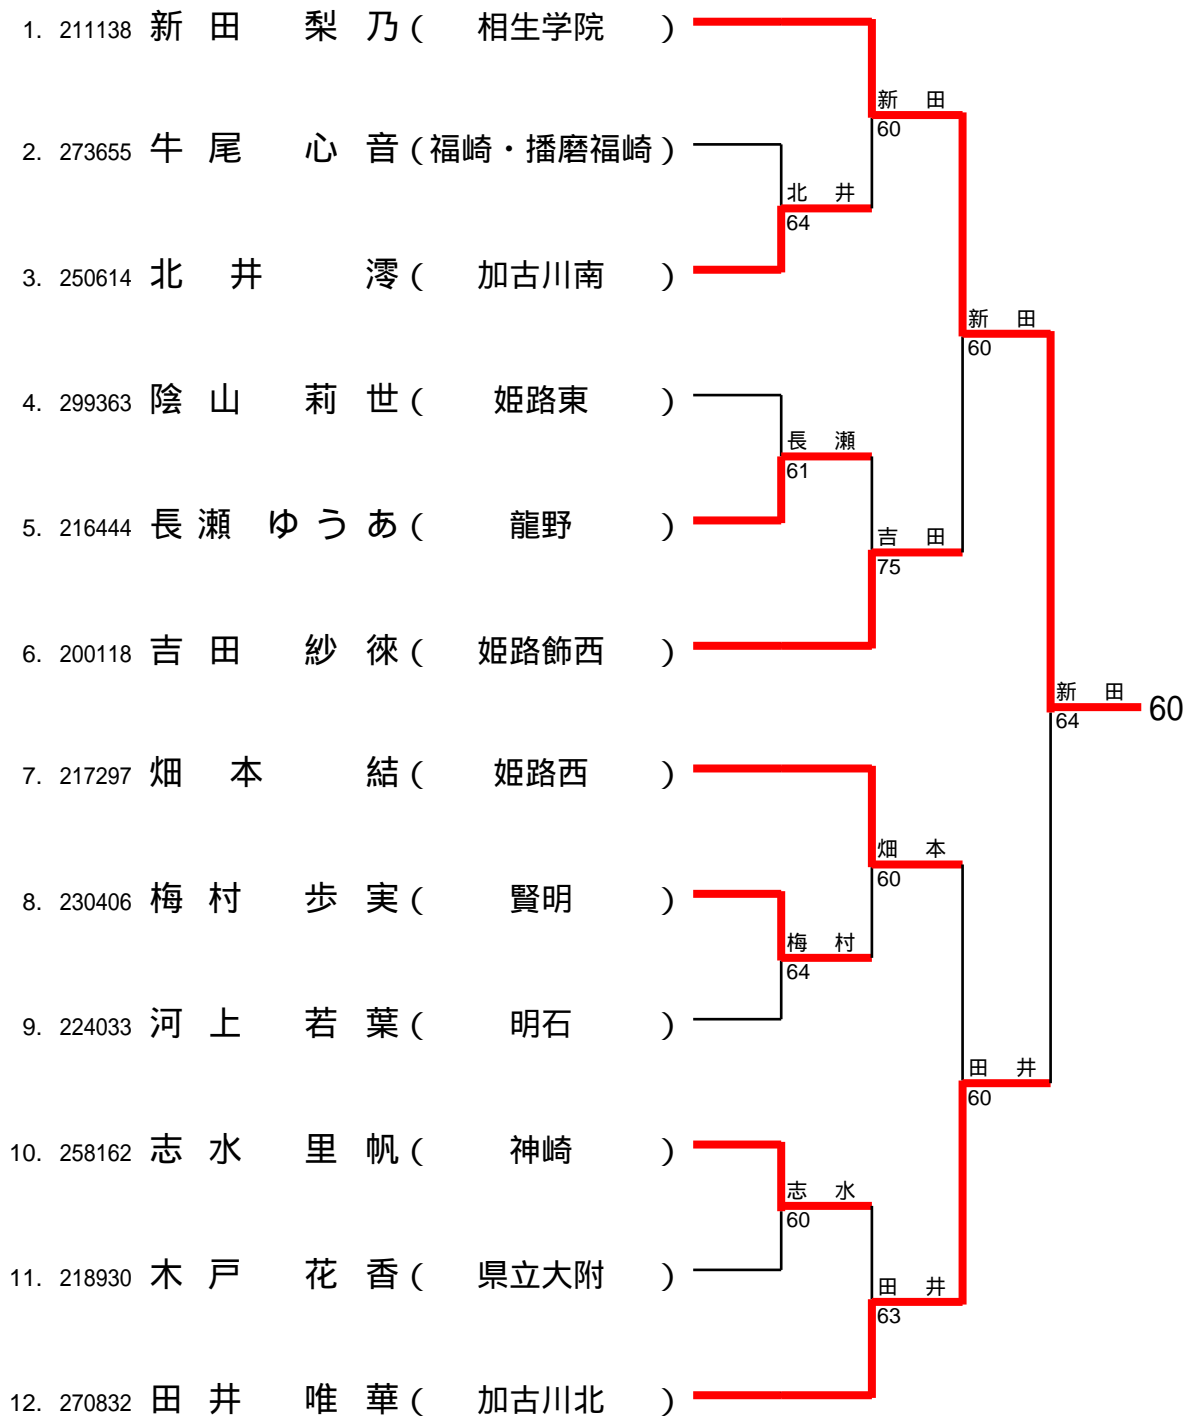 1. 211138 新田 梨乃(相生学院)
新田
60
2. 273655 牛尾 心音(福崎・播磨福崎)
北井
64
3. 250614 北井 澪(加古川南)
新田
60
4. 299363 陰山 莉世(姫路東)
長瀬
61
5. 216444 長瀬 ゆうあ(龍野)
吉田
75
6. 200118 吉田 紗徠(姫路飾西)
新田
64
60
7. 217297 畑本 結(姫路西)
畑本
60
8. 230406 梅村 歩実(賢明)
梅村
64
9. 224033 河上 若葉(明石)
田井
60
10. 258162 志水 里帆(神崎)
志水
60
11. 218930 木戸 花香(県立大附)
田井
63
12. 270832 田井 唯華(加古川北)